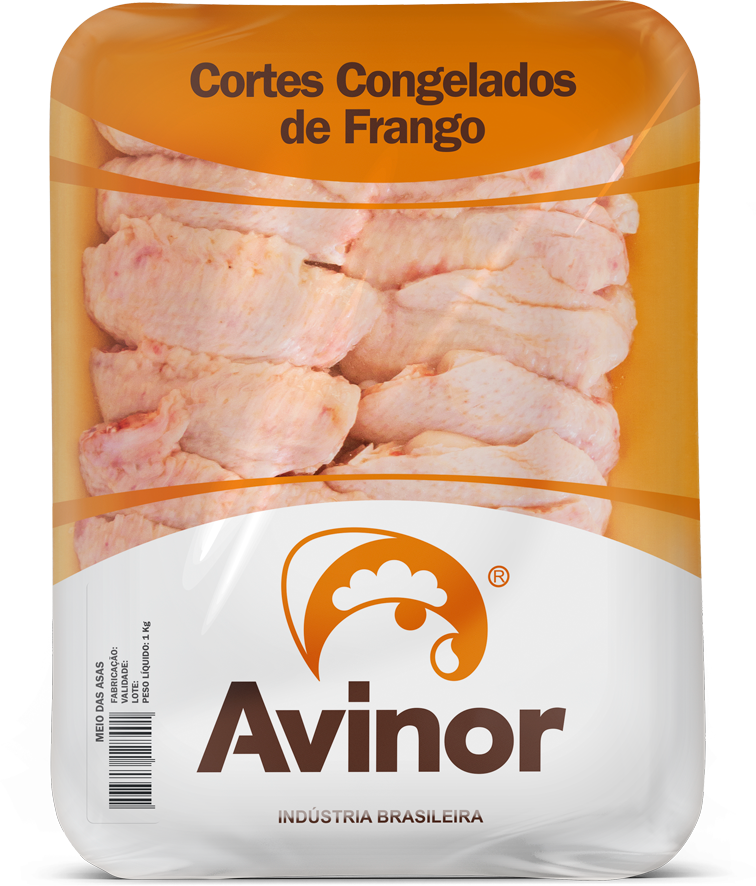 Cortes Congelados
de Frango
®
Avinor
INDÚSTRIA BRASILEIRA
MEIO DAS ASAS
FABRICAÇÃO:
VALIDADE:
LOTE:
PESO LÍQUIDO: 1 Kg